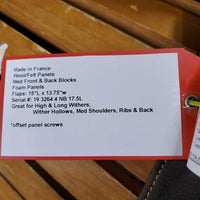 Made in France
Wool/Felt Panels
Med Front & Back Blocks
Foam Panels
Flaps: 15"L x 13.75"w
Serial#: 19 3264 4 NB 17.5L
Great for High & Long Withers,
Wither Hollows, Med Shoulders, Ribs & Back
*offset panel screws